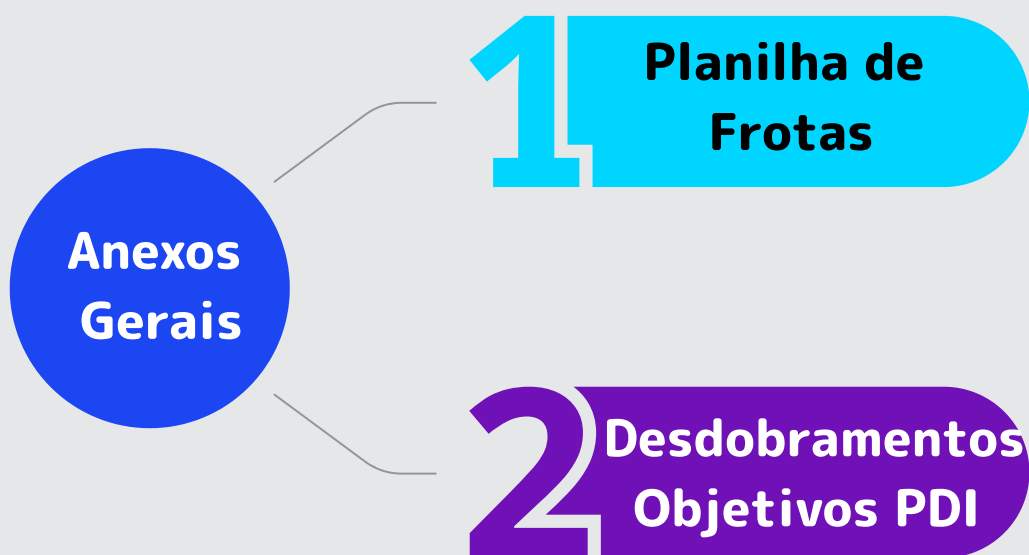 Anexos
Gerais
1
Planilha de
Frotas
2
Desdobramentos
Objetivos PDI